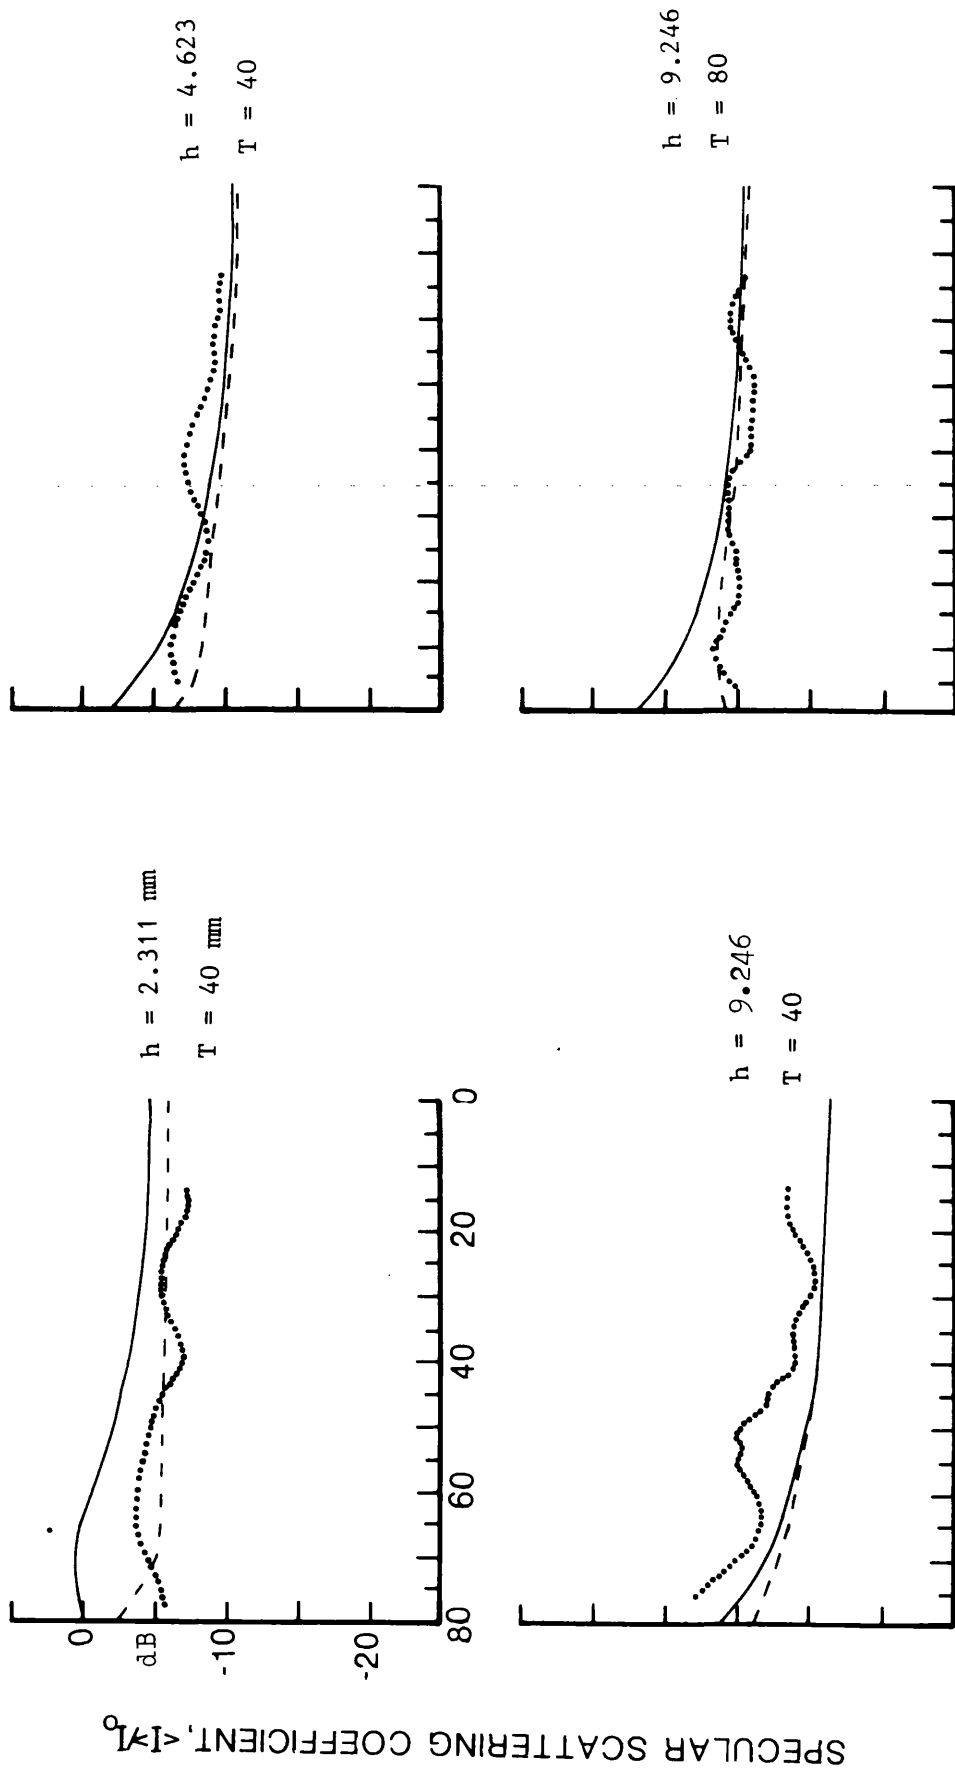 SPECULAR SCATTERING COEFFICIENT, <I>/I₀
0
dB
-10
-20
80
60
40
20
0
h = 2.311 mm
T = 40 mm
h = 4.623
T = 40
h = 9.246
T = 40
h = 9.246
T = 80